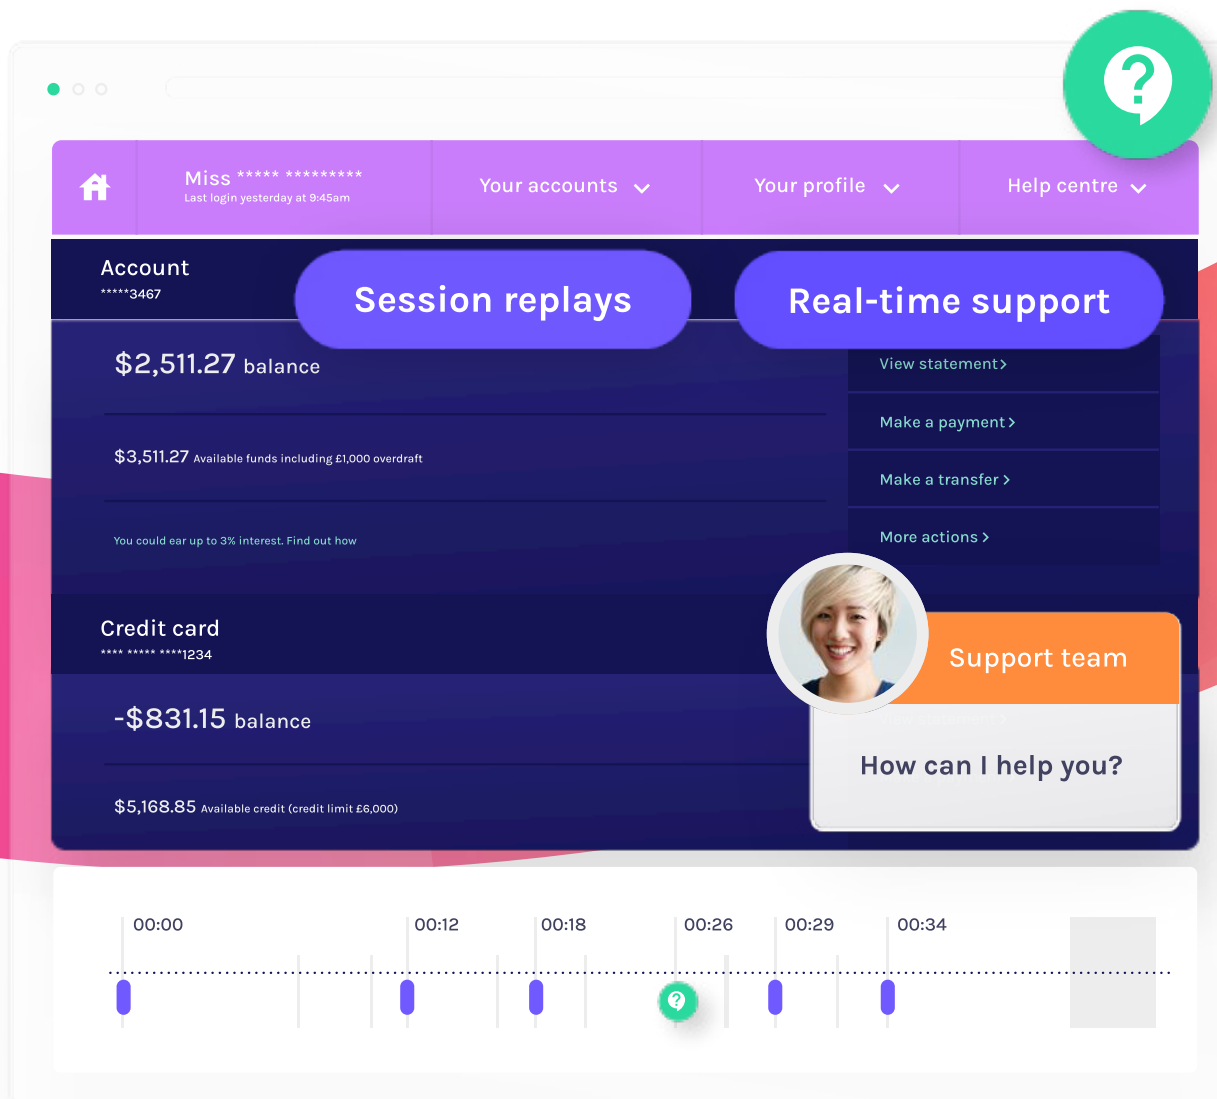 Miss ***** *********
Last login yesterday at 9:45am
Your accounts
Your profile
Help centre
Account
*****3467
Session replays
Real-time support
$2,511.27 balance
View statement
Make a payment
$3,511.27 Available funds including £1,000 overdraft
Make a transfer
You could ear up to 3% interest. Find out how
More actions
Credit card
**** ***** ****1234
Support team
-$831.15 balance
How can I help you?
$5,168.85 Available credit (credit limit £6,000)
00:00
00:12
00:18
00:26
00:29
00:34